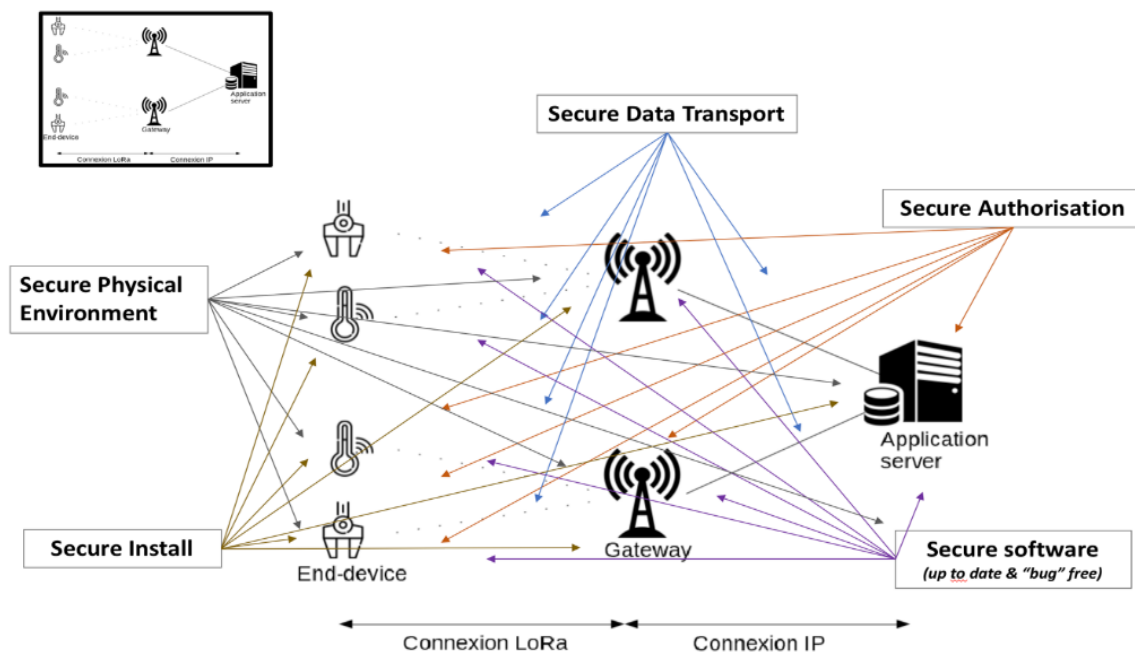 Application
server
Gateway
End-device
Connexion LoRa
Connexion IP
Secure Data Transport
Secure Authorisation
Secure Physical
Environment
Application
server
Secure Install
Gateway
End-device
Secure software
(up to date & “bug” free)
Connexion LoRa
Connexion IP